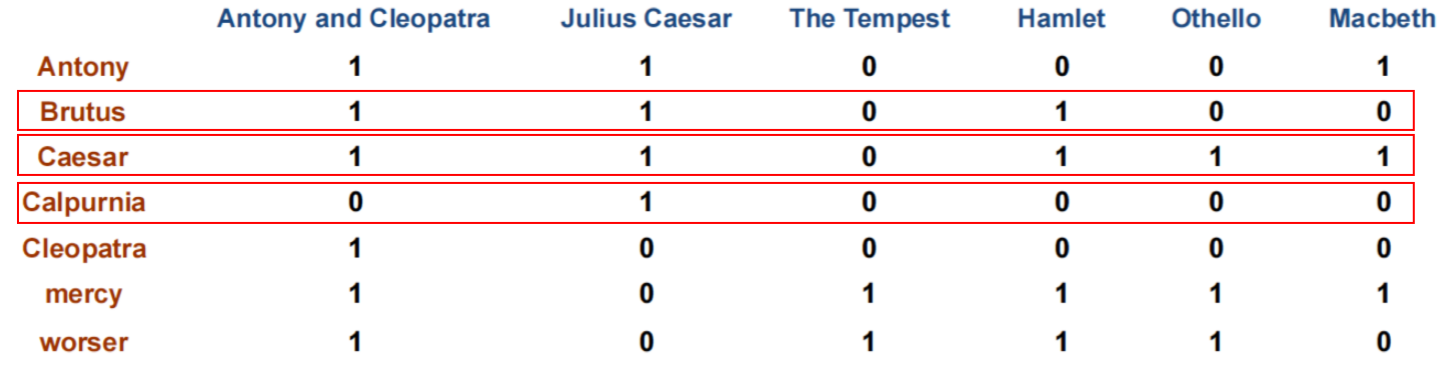 Antony and Cleopatra Julius Caesar The Tempest Hamlet Othello Macbeth
Antony 1 1 0 0 0 1
Brutus 1 1 0 1 0 0
Caesar 1 1 0 1 1 1
Calpurnia 0 1 0 0 0 0
Cleopatra 1 0 0 0 0 0
mercy 1 0 1 1 1 1
worser 1 0 1 1 1 0